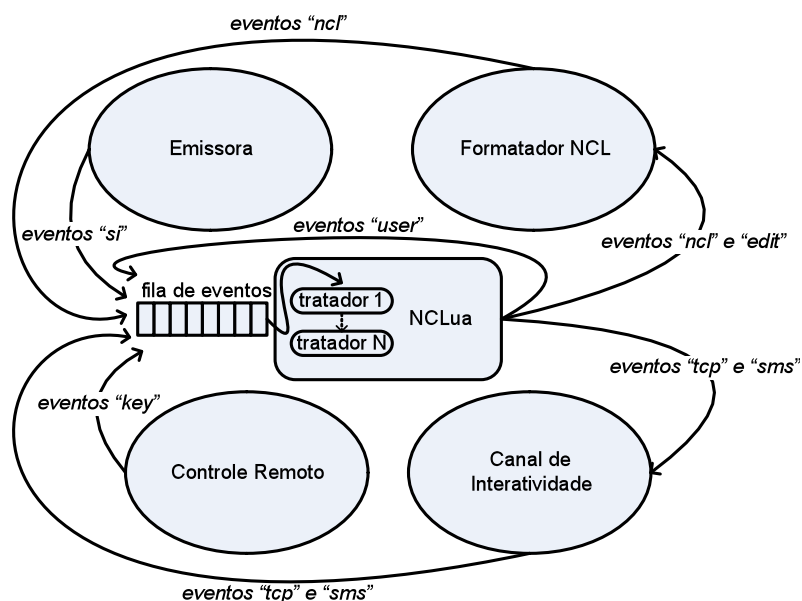 eventos “ncl”
Emissora
Formatador NCL
eventos “si”
eventos “user”
eventos “ncl” e “edit”
fila de eventos
tratador 1
NCLua
tratador N
eventos “tcp” e “sms”
eventos “key”
Controle Remoto
Canal de
Interatividade
eventos “tcp” e “sms”